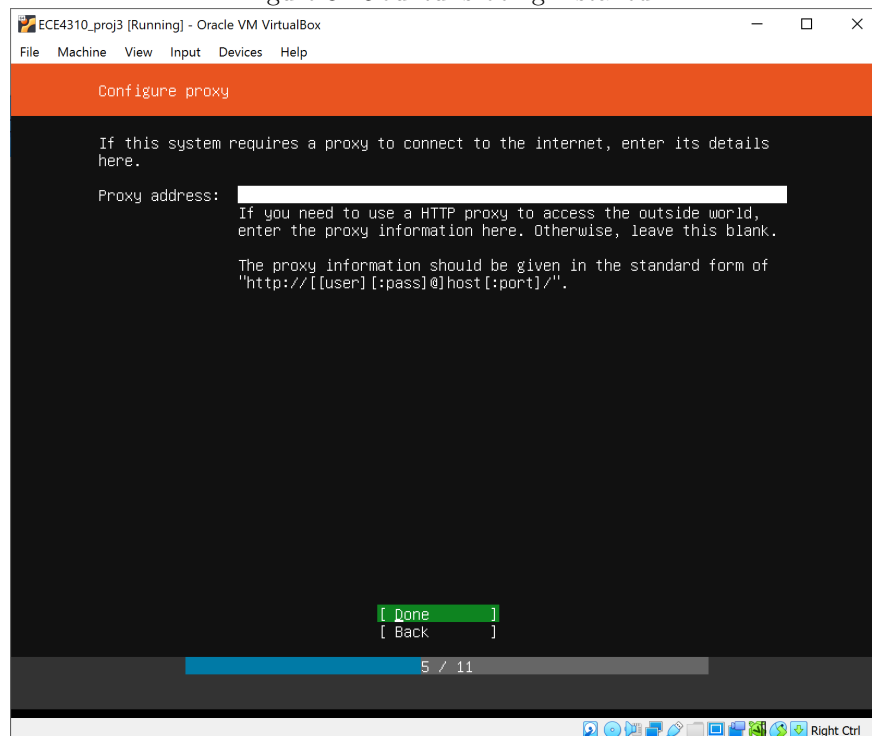 ECE4310_proj3 [Running] - Oracle VM VirtualBox
File Machine View Input Devices Help
Configure proxy
If this system requires a proxy to connect to the internet, enter its details
here.
Proxy address:
If you need to use a HTTP proxy to access the outside world,
enter the proxy information here. Otherwise, leave this blank.
The proxy information should be given in the standard form of
"http://[[user][:pass]@]host[:port]/".
[ Done ]
[ Back ]
5 / 11
Right Ctrl